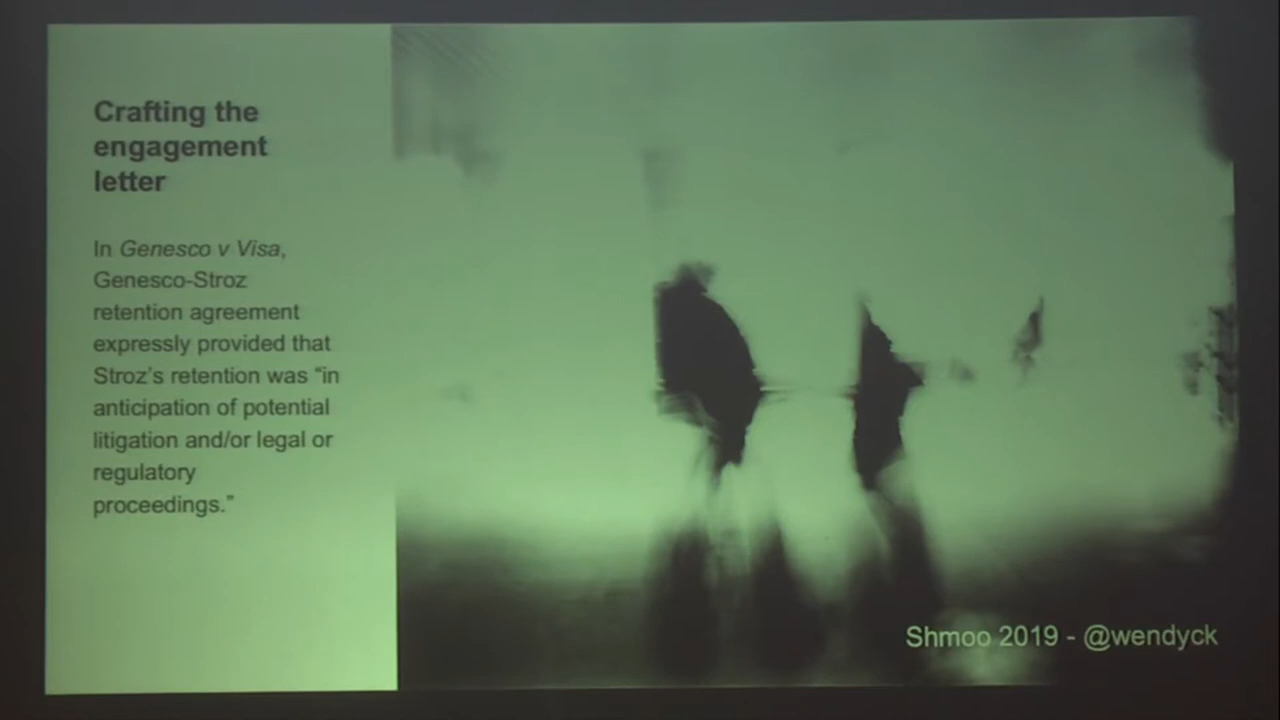 Crafting the
engagement
letter
In Genesco v Visa,
Genesco-Stroz
retention agreement
expressly provided that
Stroz’s retention was “in
anticipation of potential
litigation and/or legal or
regulatory
proceedings.”
Shmoo 2019 - @wendyck